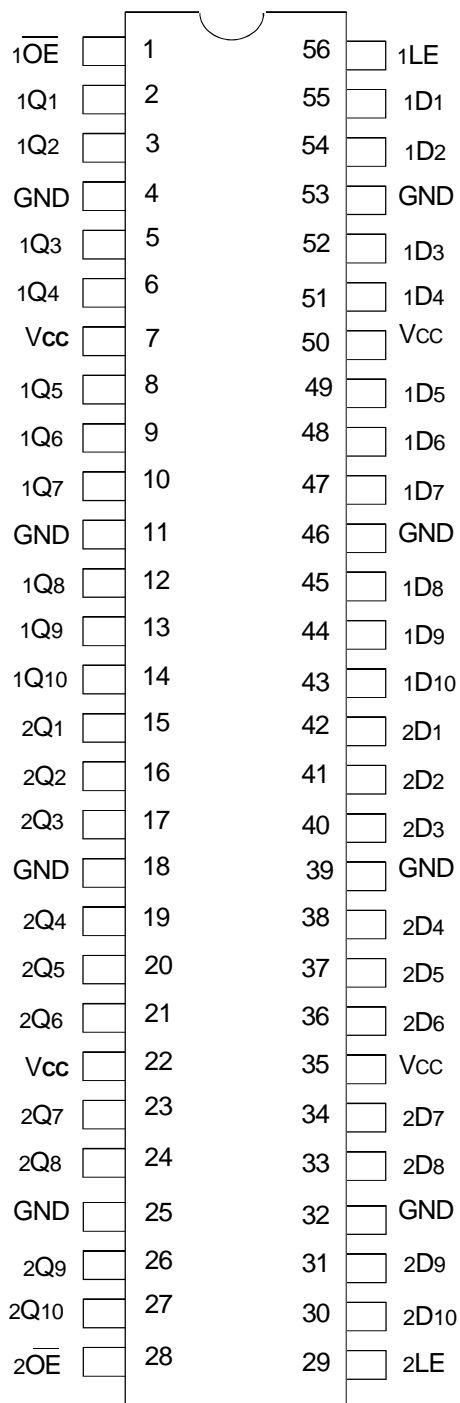 1O̅E̅ 1 56 1LE
1Q1 2 55 1D1
1Q2 3 54 1D2
GND 4 53 GND
1Q3 5 52 1D3
1Q4 6 51 1D4
Vcc 7 50 VCC
1Q5 8 49 1D5
1Q6 9 48 1D6
1Q7 10 47 1D7
GND 11 46 GND
1Q8 12 45 1D8
1Q9 13 44 1D9
1Q10 14 43 1D10
2Q1 15 42 2D1
2Q2 16 41 2D2
2Q3 17 40 2D3
GND 18 39 GND
2Q4 19 38 2D4
2Q5 20 37 2D5
2Q6 21 36 2D6
Vcc 22 35 VCC
2Q7 23 34 2D7
2Q8 24 33 2D8
GND 25 32 GND
2Q9 26 31 2D9
2Q10 27 30 2D10
2O̅E̅ 28 29 2LE